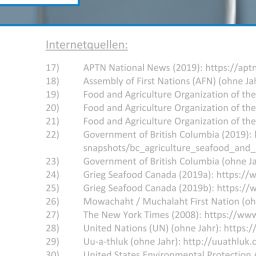 Internetquellen:
17) APTN National News (2019): https://aptn
18) Assembly of First Nations (AFN) (ohne Jah
19) Food and Agriculture Organization of the
20) Food and Agriculture Organization of the
21) Food and Agriculture Organization of the
22) Government of British Columbia (2019):
snapshots/bc_agriculture_seafood_and_
23) Government of British Columbia (ohne Ja
24) Grieg Seafood Canada (2019a): https://w
25) Grieg Seafood Canada (2019b): https://w
26) Mowachaht / Muchalaht First Nation (oh
27) The New York Times (2008): https://www
28) United Nations (UN) (ohne Jahr): https://
29) Uu-a-thluk (ohne Jahr): http://uuathluk.c
30) United States Environmental Protection